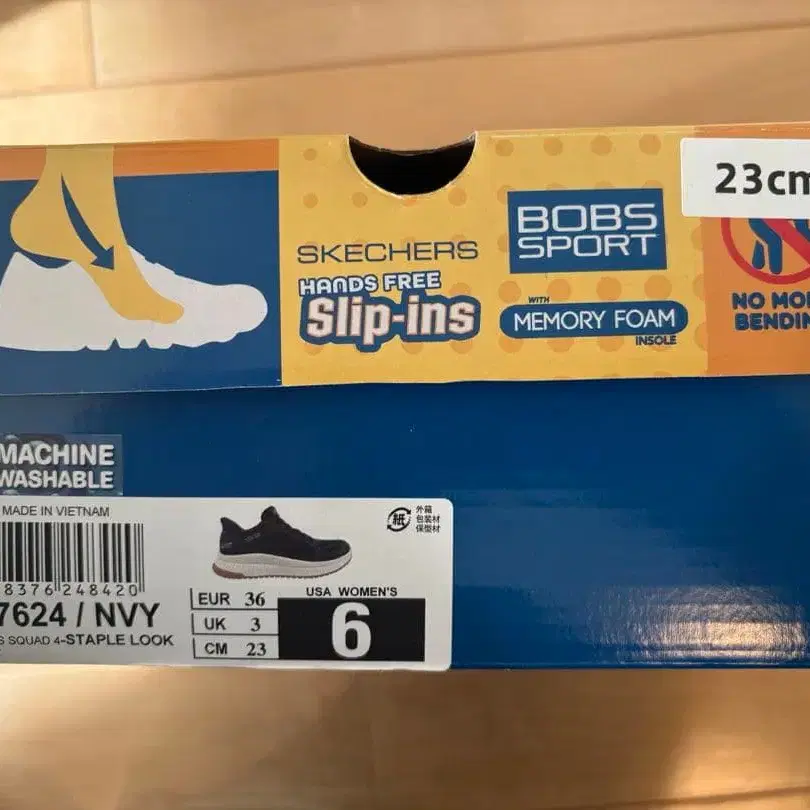 23cm
SKECHERS
HANDS FREE
Slip-ins
BOBS
SPORT
WITH
MEMORY FOAM
INSOLE
NO MO
BENDIN
MACHINE
WASHABLE
MADE IN VIETNAM
紙
外箱
包装材
保型材
8376 248420
7624 / NVY
S SQUAD 4-STAPLE LOOK
EUR 36
UK 3
CM 23
USA WOMEN'S
6